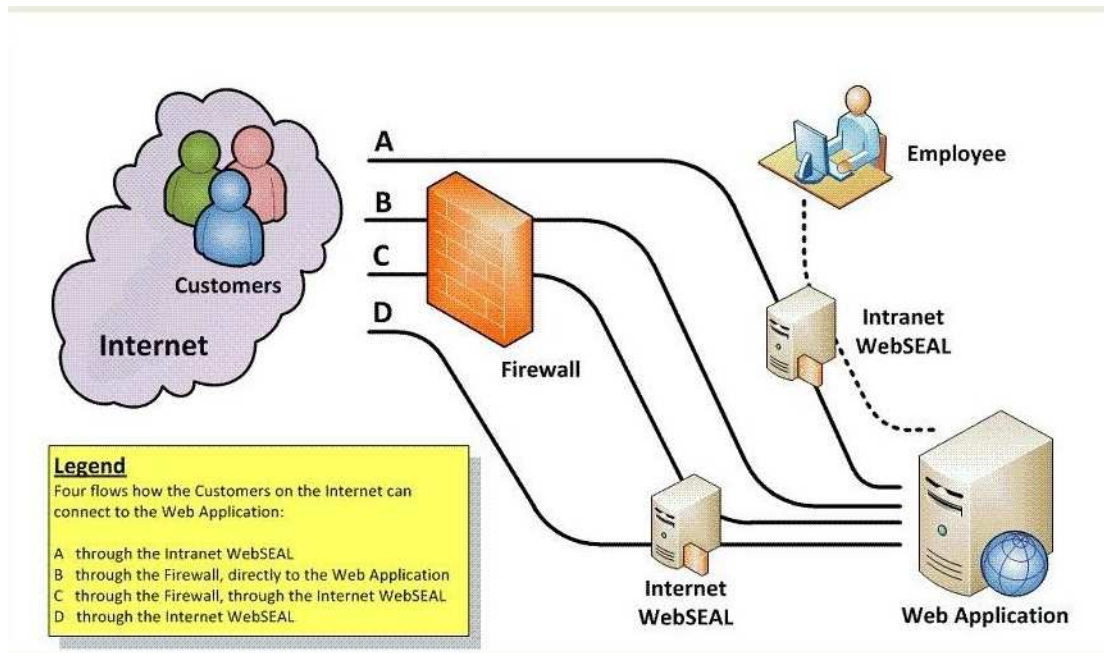 A
B
C
D
Customers
Internet
Firewall
Employee
Intranet
WebSEAL
Internet
WebSEAL
Web Application
Legend
Four flows how the Customers on the Internet can
connect to the Web Application:
A through the Intranet WebSEAL
B through the Firewall, directly to the Web Application
C through the Firewall, through the Internet WebSEAL
D through the Internet WebSEAL